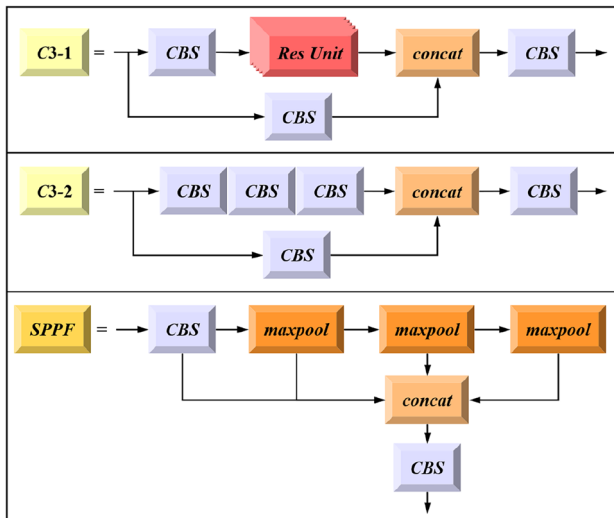 C3-1 = CBS Res Unit concat CBS
CBS
C3-2 = CBS CBS CBS concat CBS
CBS
SPPF = CBS maxpool maxpool maxpool
concat
CBS